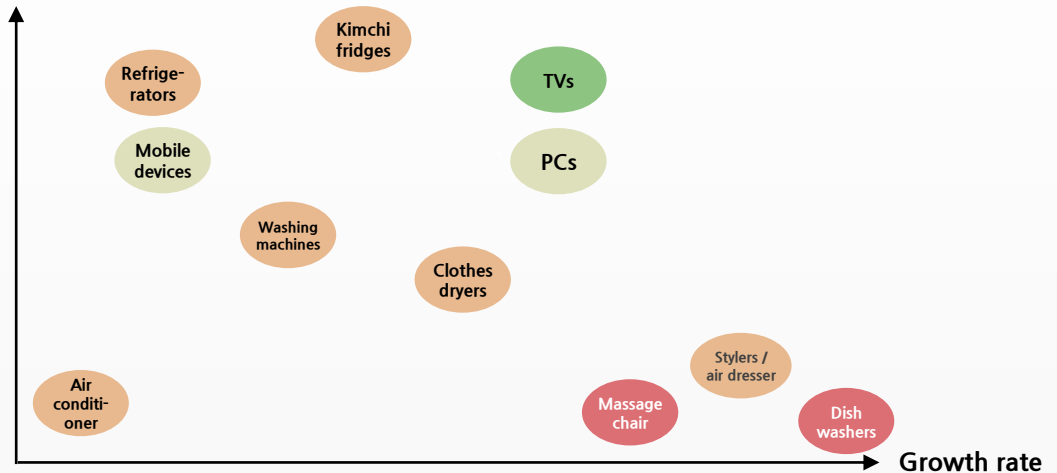 Kimchi
fridges
Refrige-
rators
TVs
Mobile
devices
PCs
Washing
machines
Clothes
dryers
Stylers /
air dresser
Air
conditi-
oner
Massage
chair
Dish
washers
Growth rate